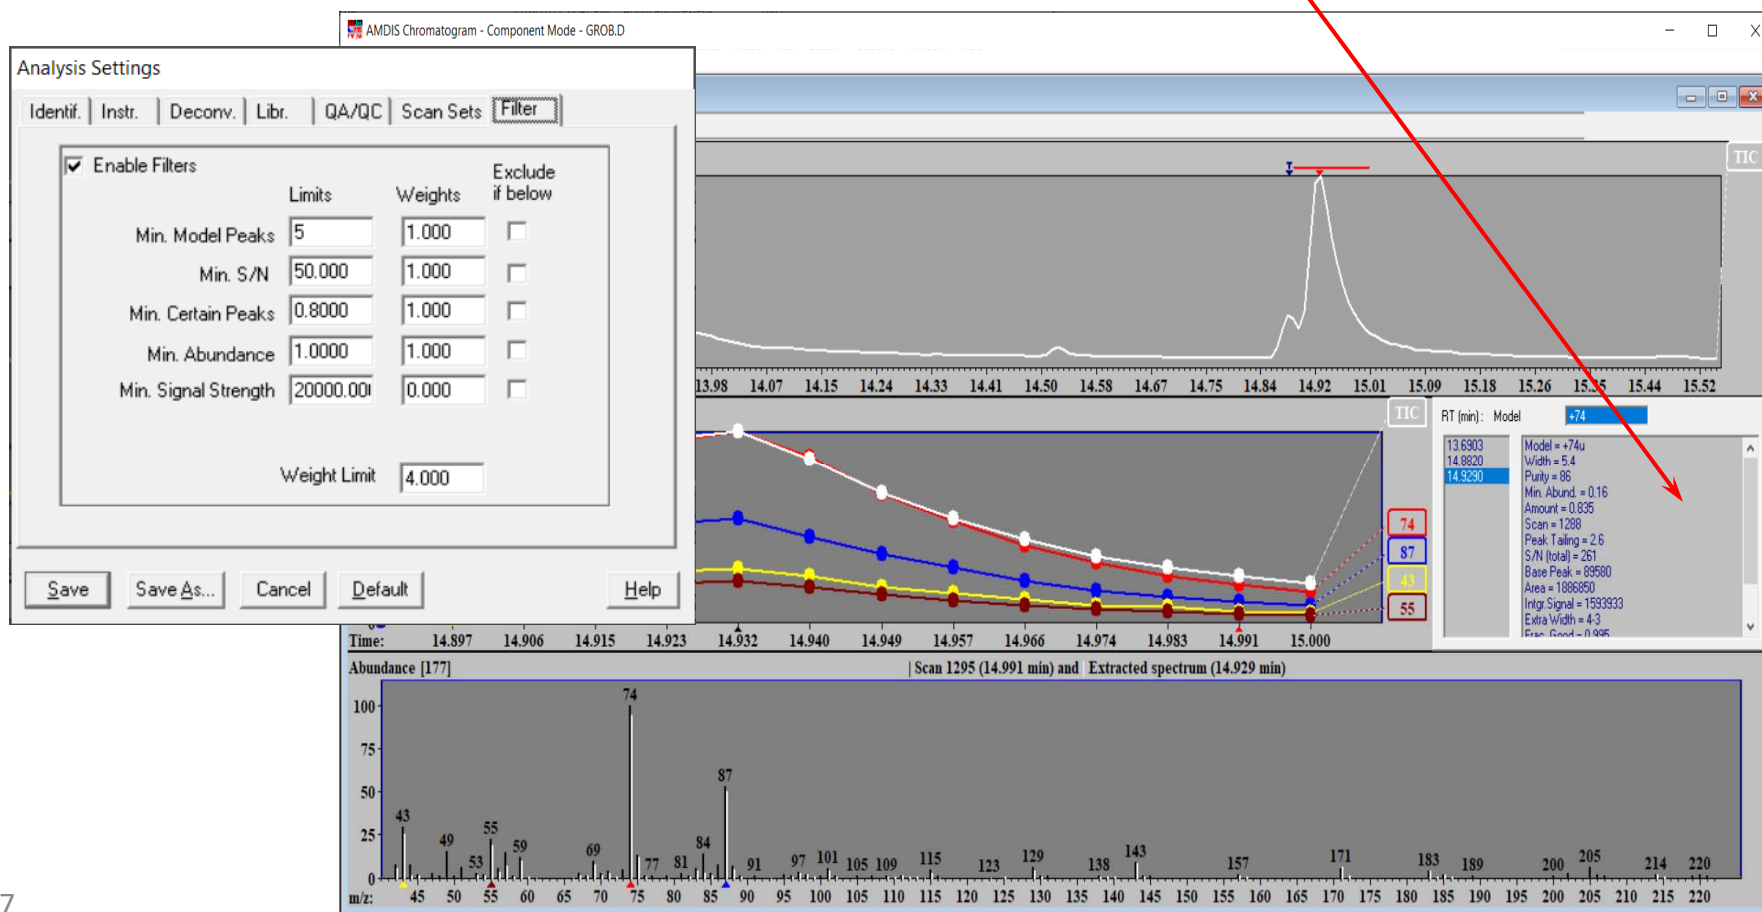 AMDIS Chromatogram - Component Mode - GROB.D
Analysis Settings
Identif. Instr. Deconv. Libr. QA/QC Scan Sets Filter
Enable Filters
Limits Weights Exclude if below
Min. Model Peaks 5 1.000
Min. S/N 50.000 1.000
Min. Certain Peaks 0.8000 1.000
Min. Abundance 1.0000 1.000
Min. Signal Strength 0.000
Weight Limit 4.000
Save Save As... Cancel Default Help
TIC
13.98 14.07 14.15 14.24 14.33 14.41 14.50 14.58 14.67 14.75 14.84 14.92 15.01 15.09 15.18 15.26 15.35 15.44 15.52
TIC
74
87
43
55
Time: 14.897 14.906 14.915 14.923 14.932 14.940 14.949 14.957 14.966 14.974 14.983 14.991 15.000
RT (min) : Model +74
13.6903
14.8820
14.9290
Model = +74u
Width = 5.4
Purity = 86
Min. Abund. = 0.16
Amount = 0.835
Scan = 1288
Peak Tailing = 2.6
S/N (total) = 261
Base Peak = 89580
Area = 1886850
Intgr.Signal = 1593933
Extra Width = 4-3
Frac. Good = 0.995
Abundance [177] | Scan 1295 (14.991 min) and Extracted spectrum (14.929 min)
100
75
50
25
0
43 49 53 55 59 69 74 77 81 84 87 91 97 101 105 109 115 123 129 138 143 157 171 183 189 200 205 214 220
m/z: 45 50 55 60 65 70 75 80 85 90 95 100 105 110 115 120 125 130 135 140 145 150 155 160 165 170 175 180 185 190 195 200 205 210 215 220
7